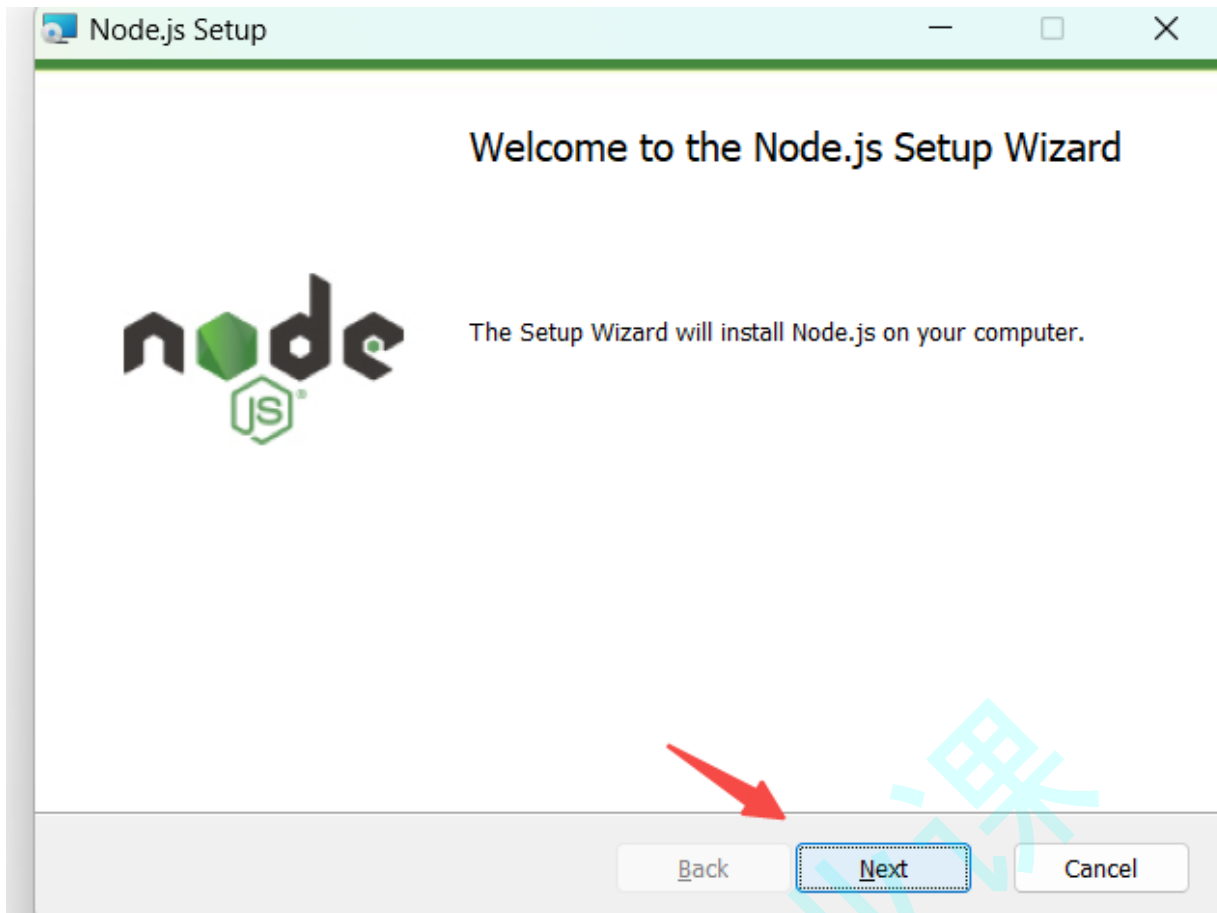 Node.js Setup
Welcome to the Node.js Setup Wizard
node
JS®
The Setup Wizard will install Node.js on your computer.
Back
Next
Cancel
课